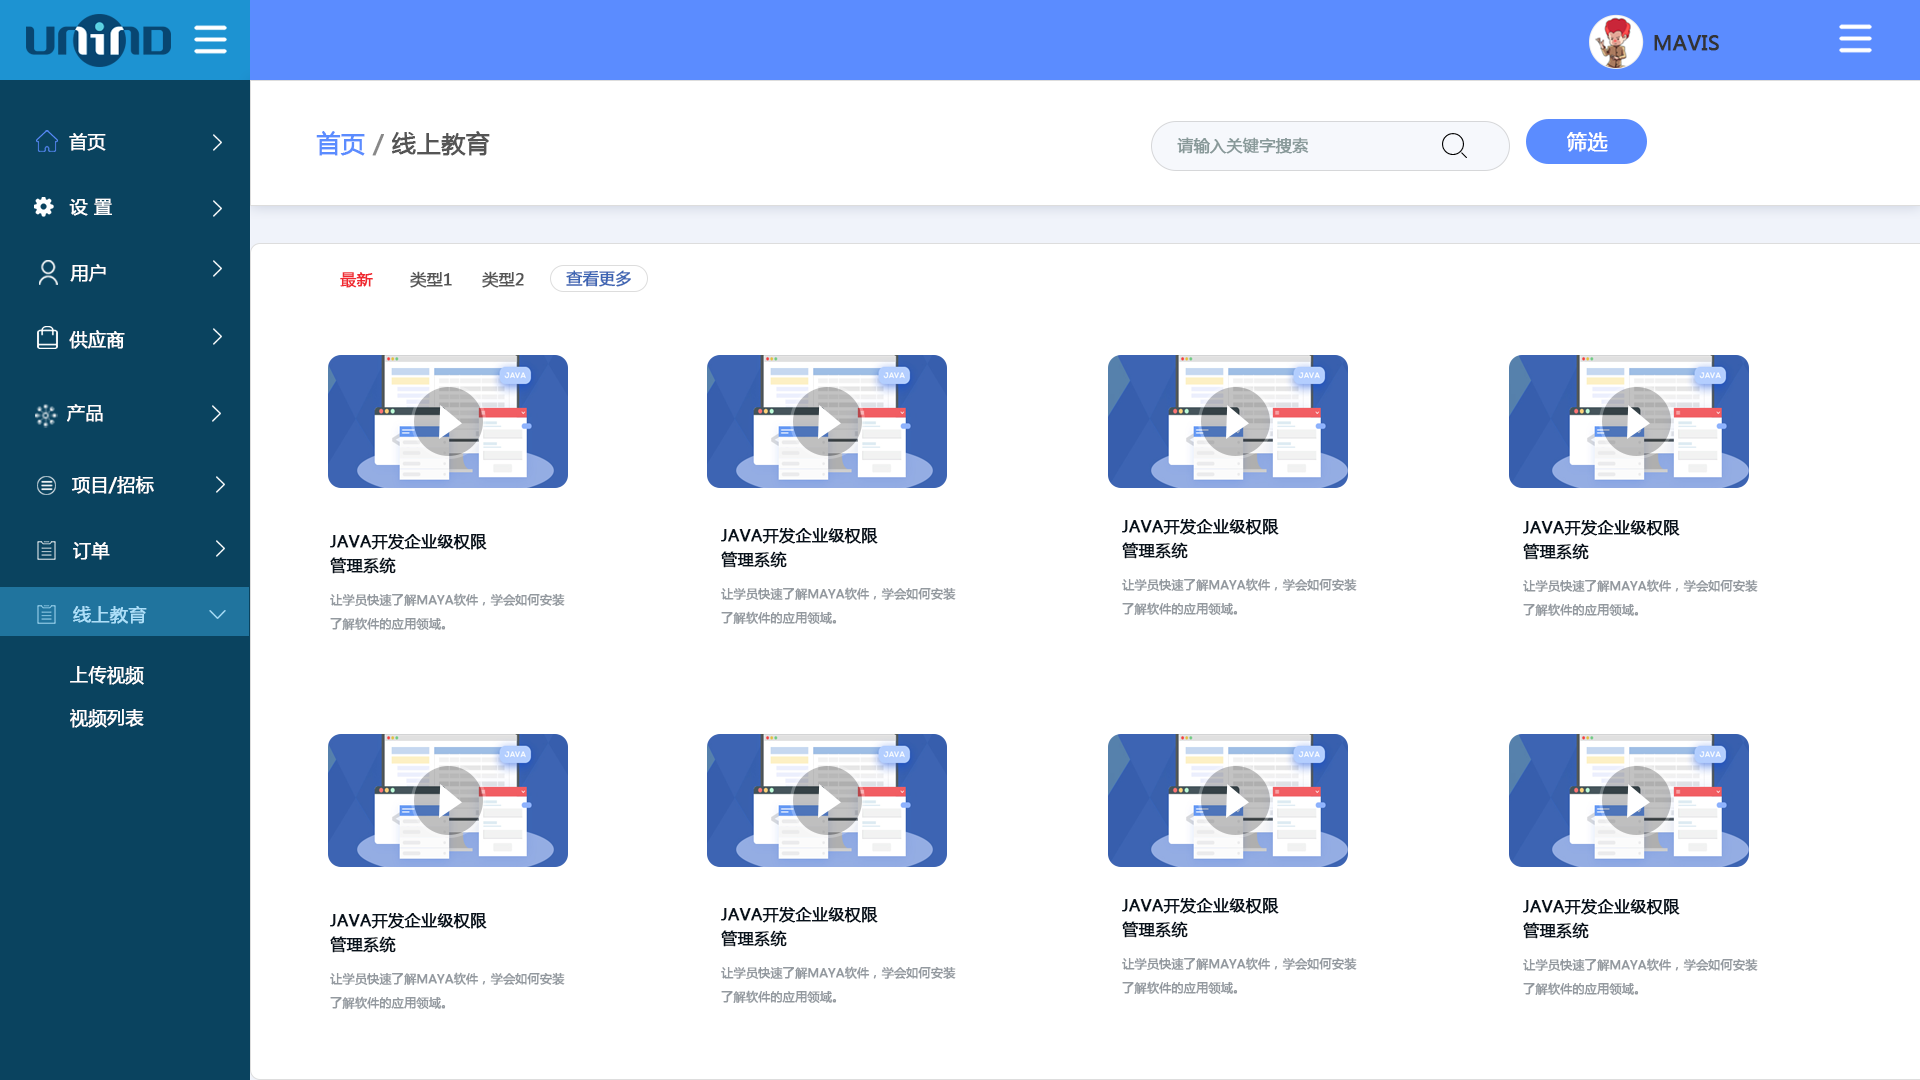 UNIND
MAVIS
首页
设 置
用户
供应商
产品
项目/招标
订单
线上教育
上传视频
视频列表
首页 / 线上教育
请输入关键字搜索
筛选
最新 类型1 类型2 查看更多
JAVA
JAVA
JAVA
JAVA
JAVA开发企业级权限
管理系统
让学员快速了解MAYA软件，学会如何安装
了解软件的应用领域。
JAVA开发企业级权限
管理系统
让学员快速了解MAYA软件，学会如何安装
了解软件的应用领域。
JAVA开发企业级权限
管理系统
让学员快速了解MAYA软件，学会如何安装
了解软件的应用领域。
JAVA开发企业级权限
管理系统
让学员快速了解MAYA软件，学会如何安装
了解软件的应用领域。
JAVA
JAVA
JAVA
JAVA
JAVA开发企业级权限
管理系统
让学员快速了解MAYA软件，学会如何安装
了解软件的应用领域。
JAVA开发企业级权限
管理系统
让学员快速了解MAYA软件，学会如何安装
了解软件的应用领域。
JAVA开发企业级权限
管理系统
让学员快速了解MAYA软件，学会如何安装
了解软件的应用领域。
JAVA开发企业级权限
管理系统
让学员快速了解MAYA软件，学会如何安装
了解软件的应用领域。